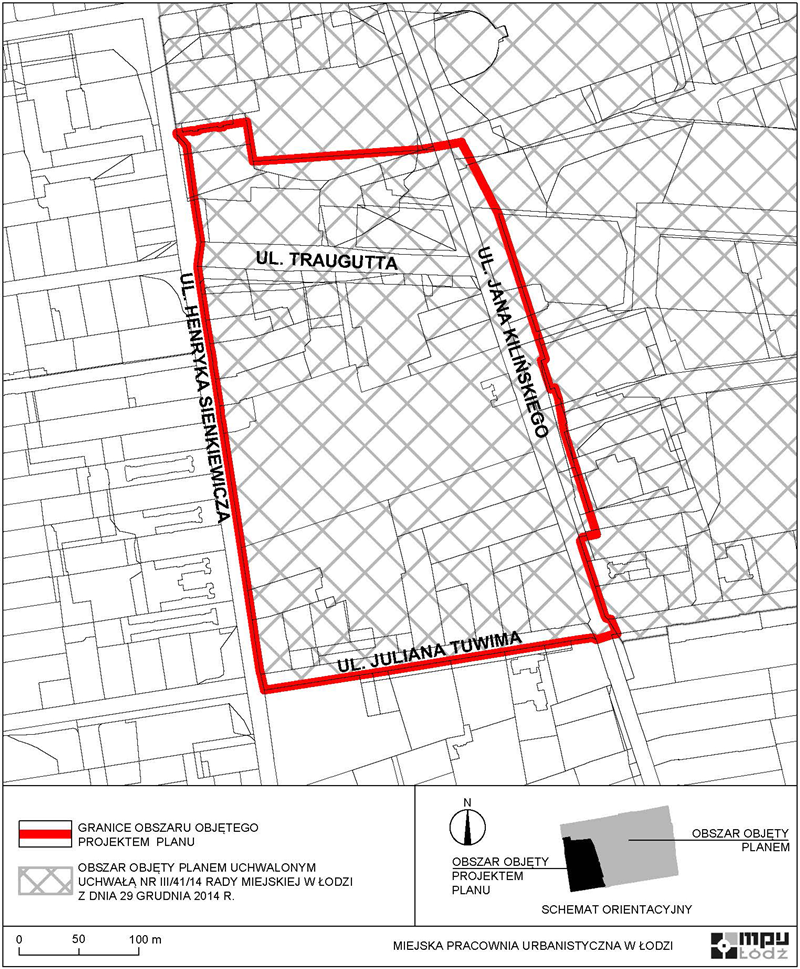 UL. TRAUGUTTA
UL. JANA KILIŃSKIEGO
UL. HENRYKA SIENKIEWICZA
UL. JULIANA TUWIMA
GRANICE OBSZARU OBJĘTEGO
PROJEKTEM PLANU
OBSZAR OBJĘTY PLANEM UCHWALONYM
UCHWAŁĄ NR III/41/14 RADY MIEJSKIEJ W ŁODZI
Z DNIA 29 GRUDNIA 2014 R.
N
OBSZAR OBJĘTY
PLANEM
OBSZAR OBJĘTY
PROJEKTEM
PLANU
SCHEMAT ORIENTACYJNY
0 50 100 m
MIEJSKA PRACOWNIA URBANISTYCZNA W ŁODZI
mpu
Łódź